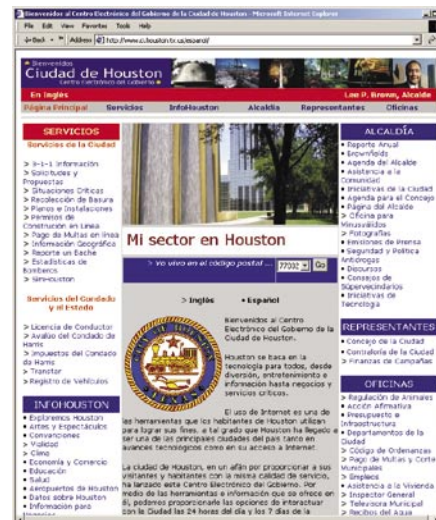 Bienvenidos al Centro Electrónico del Gobierno de la Ciudad de Houston - Microsoft Internet Explorer
File Edit View Favorites Tools Help
Back Address http://www.ci.houston.tx.us/espanol/
Bienvenidos
Ciudad de Houston
Centro Electrónico del Gobierno
En Inglés
Lee P. Brown, Alcalde
Página Principal Servicios InfoHouston Alcaldía Representantes Oficinas
SERVICIOS
Servicios de la Ciudad
> 3-1-1 Información
> Solicitudes y
Propuestas
> Situaciones Críticas
> Recolección de Basura
> Planos e Instalaciones
> Permisos de
Construcción en Línea
> Pago de Multas en línea
> Información Geográfica
> Reporte un Bache
> Estadísticas de
Bomberos
> SimHouston
Servicios del Condado
y el Estado
> Licencia de Conductor
> Avalúo del Condado de
Harris
> Impuestos del Condado
de Harris
> Transtar
> Registro de Vehículos
INFOHOUSTON
Exploremos Houston
Artes y Espectáculos
Convenciones
Vialidad
> Clima
Economía y Comercio
Educación
Salud
Aeropuertos de Houston
Datos sobre Houston
Información para
Mi sector en Houston
> Yo vivo en el código postal ... 77002 Go
> Inglés • Español
CITY OF HOUSTON
TEXAS
Bienvenidos al Centro
Electrónico del Gobierno de la
Ciudad de Houston.
Houston se basa en la
tecnología para todos, desde
diversión, entretenimiento e
información hasta negocios y
servicios críticos.
El uso de Internet es una de
las herramientas que los habitantes de Houston utilizan
para lograr sus fines, a tal grado que Houston ha llegado a
ser una de las principales ciudades del país tanto en
avances tecnológicos como en su acceso a Internet.
La ciudad de Houston, en un afán por proporcionar a sus
visitantes y habitantes con la misma calidad de servicio,
ha lanzado este Centro Electrónico del Gobierno. Por
medio de las herramientas e información que se ofrece en
él, podemos proporcionarle las opciones de interactuar
con la Ciudad las 24 horas del día y los 7 días de la
ALCALDÍA
Reporte Anual
Brownfields
Agenda del Alcalde
Asistencia a la
Comunidad
Iniciativas de la Ciudad
Agenda para el Concejo
Página del Alcalde
> Oficina para
Minusválidos
> Fotografías
Emisiones de Prensa
Seguridad y Política
Antidrogas
Discursos
Consejos de
Súpervecindarios
Iniciativas de
Tecnología
REPRESENTANTES
Concejo de la Ciudad
Contraloría de la Ciudad
> Finanzas de Campañas
OFICINAS
> Regulación de Animales
Acción Afirmativa
Presupuesto e
Infraestructura
Departamentos de la
Ciudad
> Código de Ordenanzas
> Pago de Multas y Corte
Municipales
> Empleos
Asistencia a la Vivienda
> Inspector General
> Televisora Municipal
> Recibos del Agua